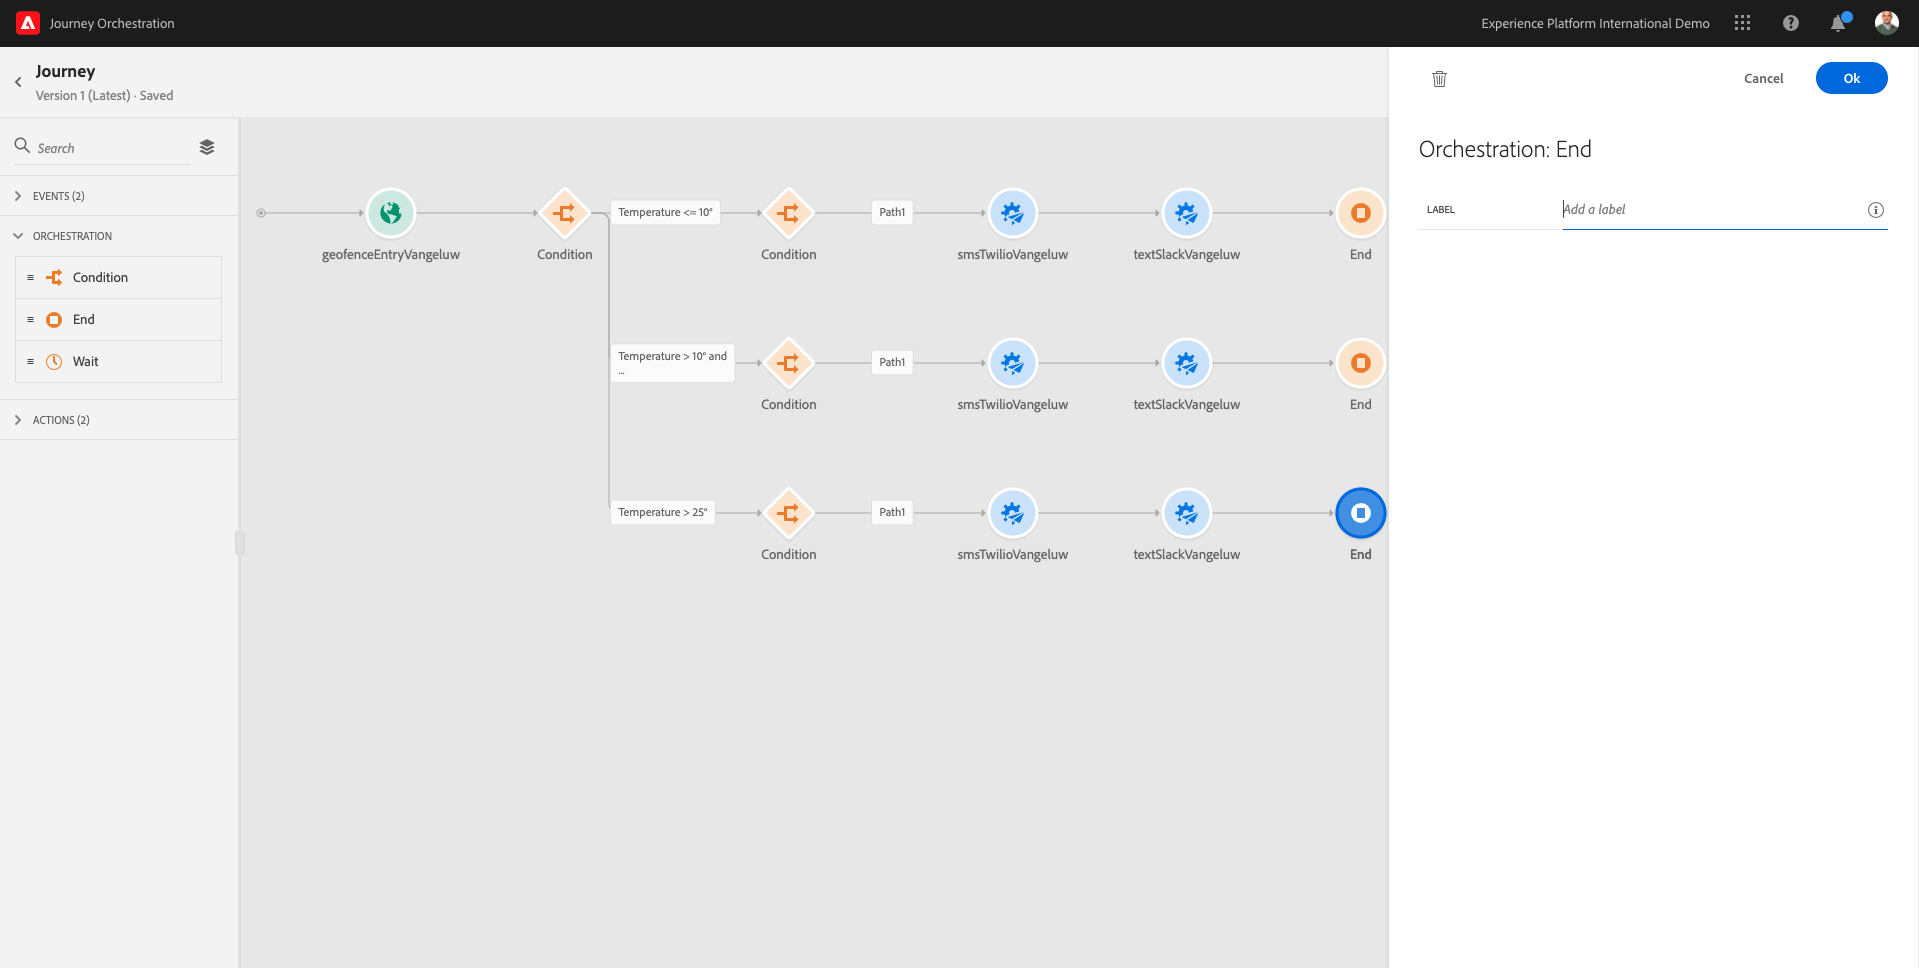 Journey Orchestration
Experience Platform International Demo
Journey
Version 1 (Latest) · Saved
Cancel
Ok
Search
EVENTS (2)
ORCHESTRATION
Condition
End
Wait
ACTIONS (2)
geofenceEntryVangeluw
Condition
Temperature <= 10°
Condition
Path1
smsTwilioVangeluw
textSlackVangeluw
End
Temperature > 10° and
...
Condition
Path1
smsTwilioVangeluw
textSlackVangeluw
End
Temperature > 25°
Condition
Path1
smsTwilioVangeluw
textSlackVangeluw
End
Orchestration: End
LABEL
Add a label